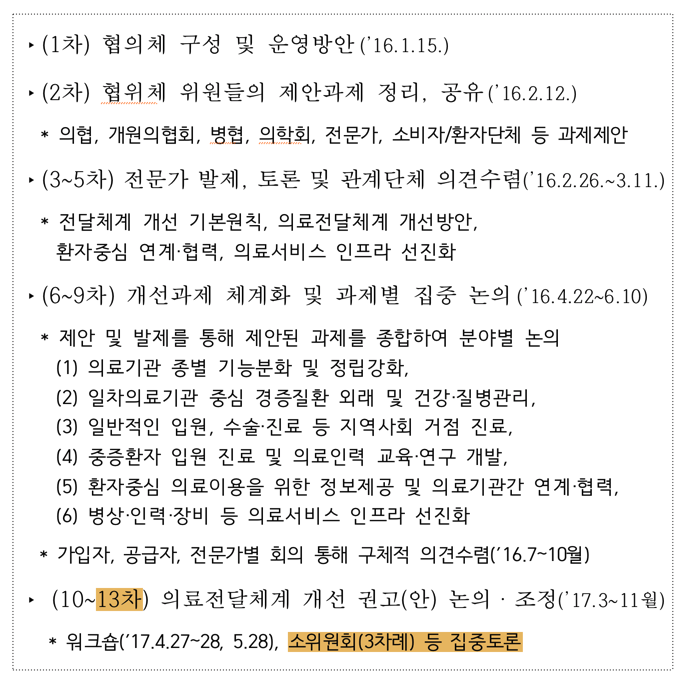 ‣ (1차) 협의체 구성 및 운영방안(’16.1.15.)
‣ (2차) 협위체 위원들의 제안과제 정리, 공유(’16.2.12.)
* 의협, 개원의협회, 병협, 의학회, 전문가, 소비자/환자단체 등 과제제안
‣ (3~5차) 전문가 발제, 토론 및 관계단체 의견수렴(’16.2.26.~3.11.)
* 전달체계 개선 기본원칙, 의료전달체계 개선방안,
환자중심 연계·협력, 의료서비스 인프라 선진화
‣ (6~9차) 개선과제 체계화 및 과제별 집중 논의(’16.4.22~6.10)
* 제안 및 발제를 통해 제안된 과제를 종합하여 분야별 논의
(1) 의료기관 종별 기능분화 및 정립강화,
(2) 일차의료기관 중심 경증질환 외래 및 건강·질병관리,
(3) 일반적인 입원, 수술·진료 등 지역사회 거점 진료,
(4) 중증환자 입원 진료 및 의료인력 교육·연구 개발,
(5) 환자중심 의료이용을 위한 정보제공 및 의료기관간 연계·협력,
(6) 병상·인력·장비 등 의료서비스 인프라 선진화
* 가입자, 공급자, 전문가별 회의 통해 구체적 의견수렴(‘16.7~10월)
‣ (10~13차) 의료전달체계 개선 권고(안) 논의 · 조정(’17.3~11월)
* 워크숍(‘17.4.27~28, 5.28), 소위원회(3차례) 등 집중토론